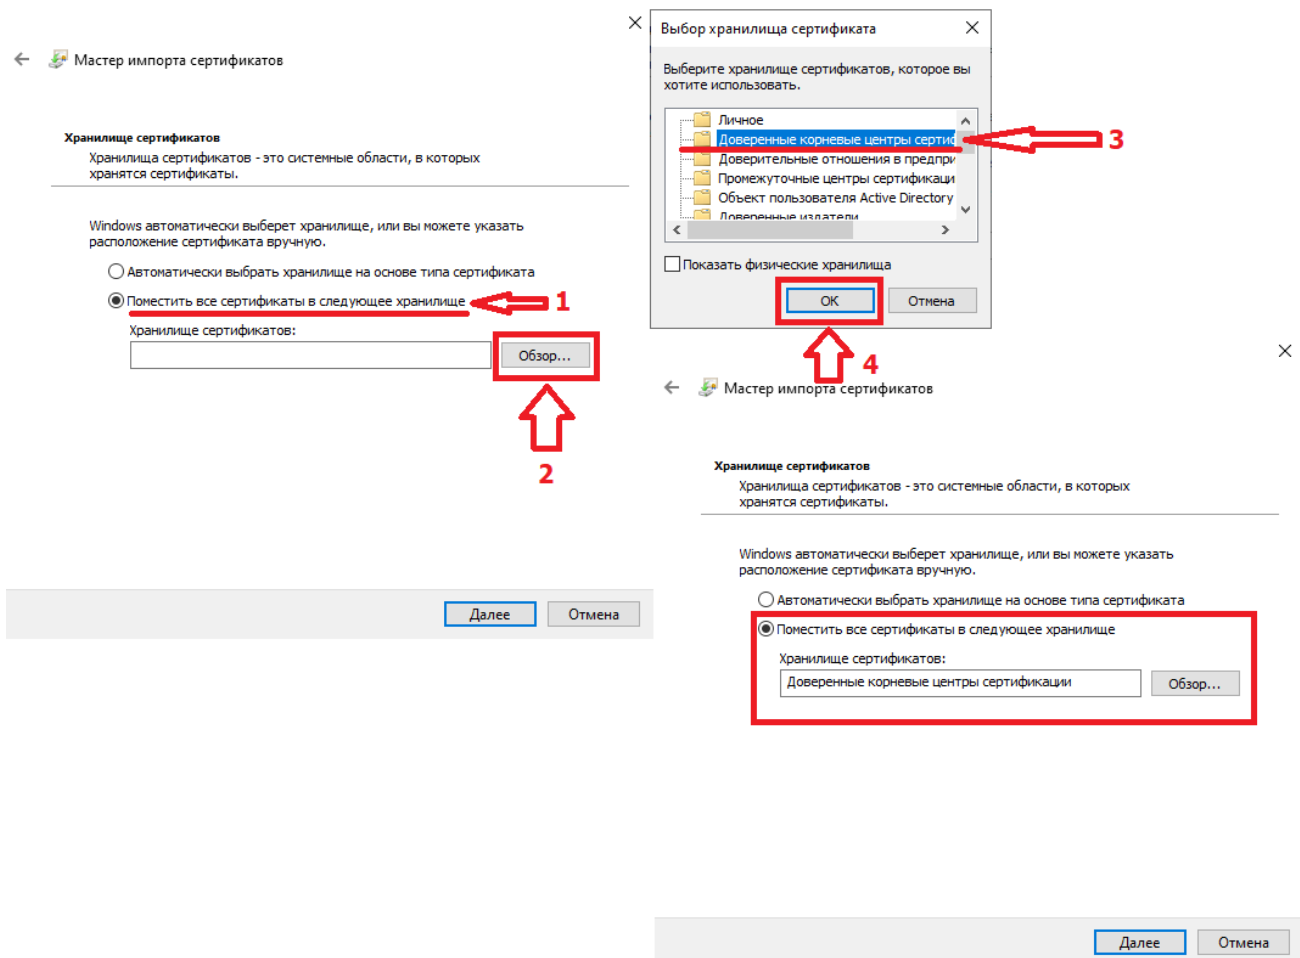 Мастер импорта сертификатов
Хранилище сертификатов
Хранилища сертификатов - это системные области, в которых
хранятся сертификаты.
Windows автоматически выберет хранилище, или вы можете указать
расположение сертификата вручную.
Автоматически выбрать хранилище на основе типа сертификата
Поместить все сертификаты в следующее хранилище
1
Хранилище сертификатов:
Обзор...
2
Далее
Отмена
Выбор хранилища сертификата
Выберите хранилище сертификатов, которое вы
хотите использовать.
Личное
Доверенные корневые центры сертиф
3
Доверительные отношения в предпри
Промежуточные центры сертификаци
Объект пользователя Active Directory
Доверенные издатели
Показать физические хранилища
OK
Отмена
4
Мастер импорта сертификатов
Хранилище сертификатов
Хранилища сертификатов - это системные области, в которых
хранятся сертификаты.
Windows автоматически выберет хранилище, или вы можете указать
расположение сертификата вручную.
Автоматически выбрать хранилище на основе типа сертификата
Поместить все сертификаты в следующее хранилище
Хранилище сертификатов:
Доверенные корневые центры сертификации
Обзор...
Далее
Отмена